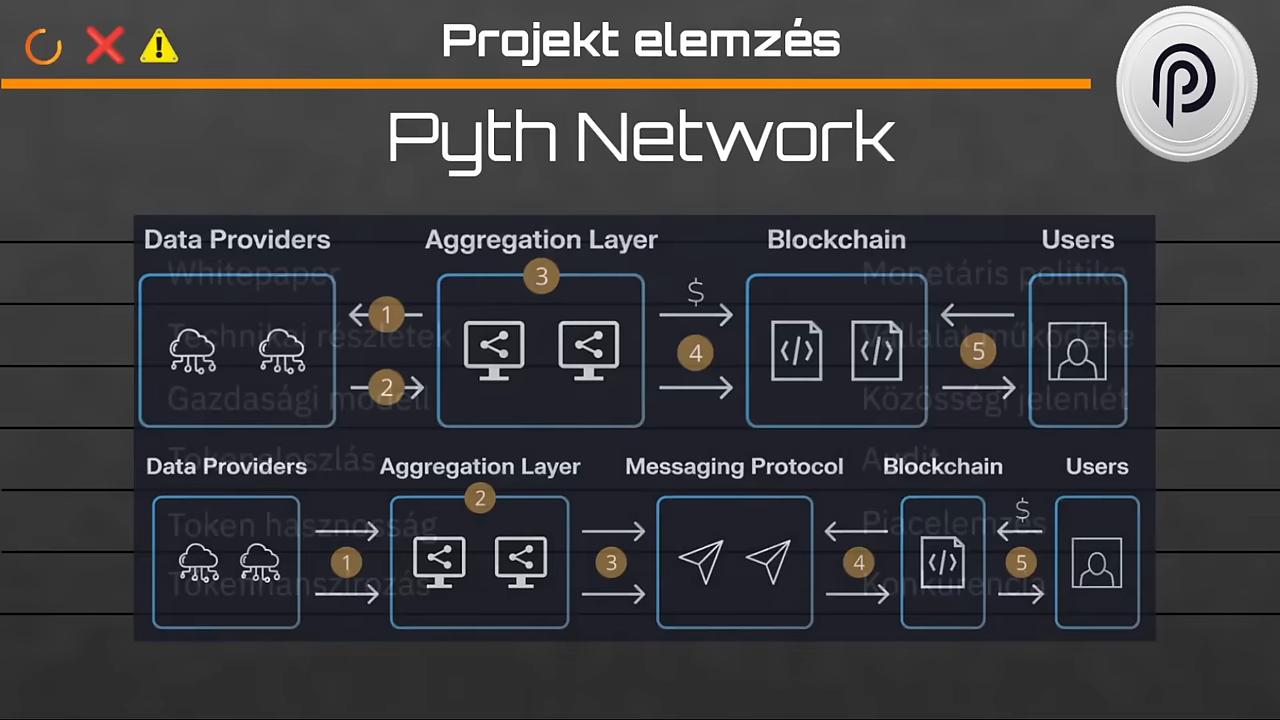 Projekt elemzés
Pyth Network
Data Providers Aggregation Layer Blockchain Users
Whitepaper Monetáris politika
3
$
1
Technikai részletek Vállalat működése
4 5
2
Gazdasági modell Közösségi jelenlét
Tokeneloszlás Audit
Data Providers Aggregation Layer Messaging Protocol Blockchain Users
2
$
Token hasznosság Piacelemzés
1 3 4 5
Tokenfinanszírozás Konkurencia